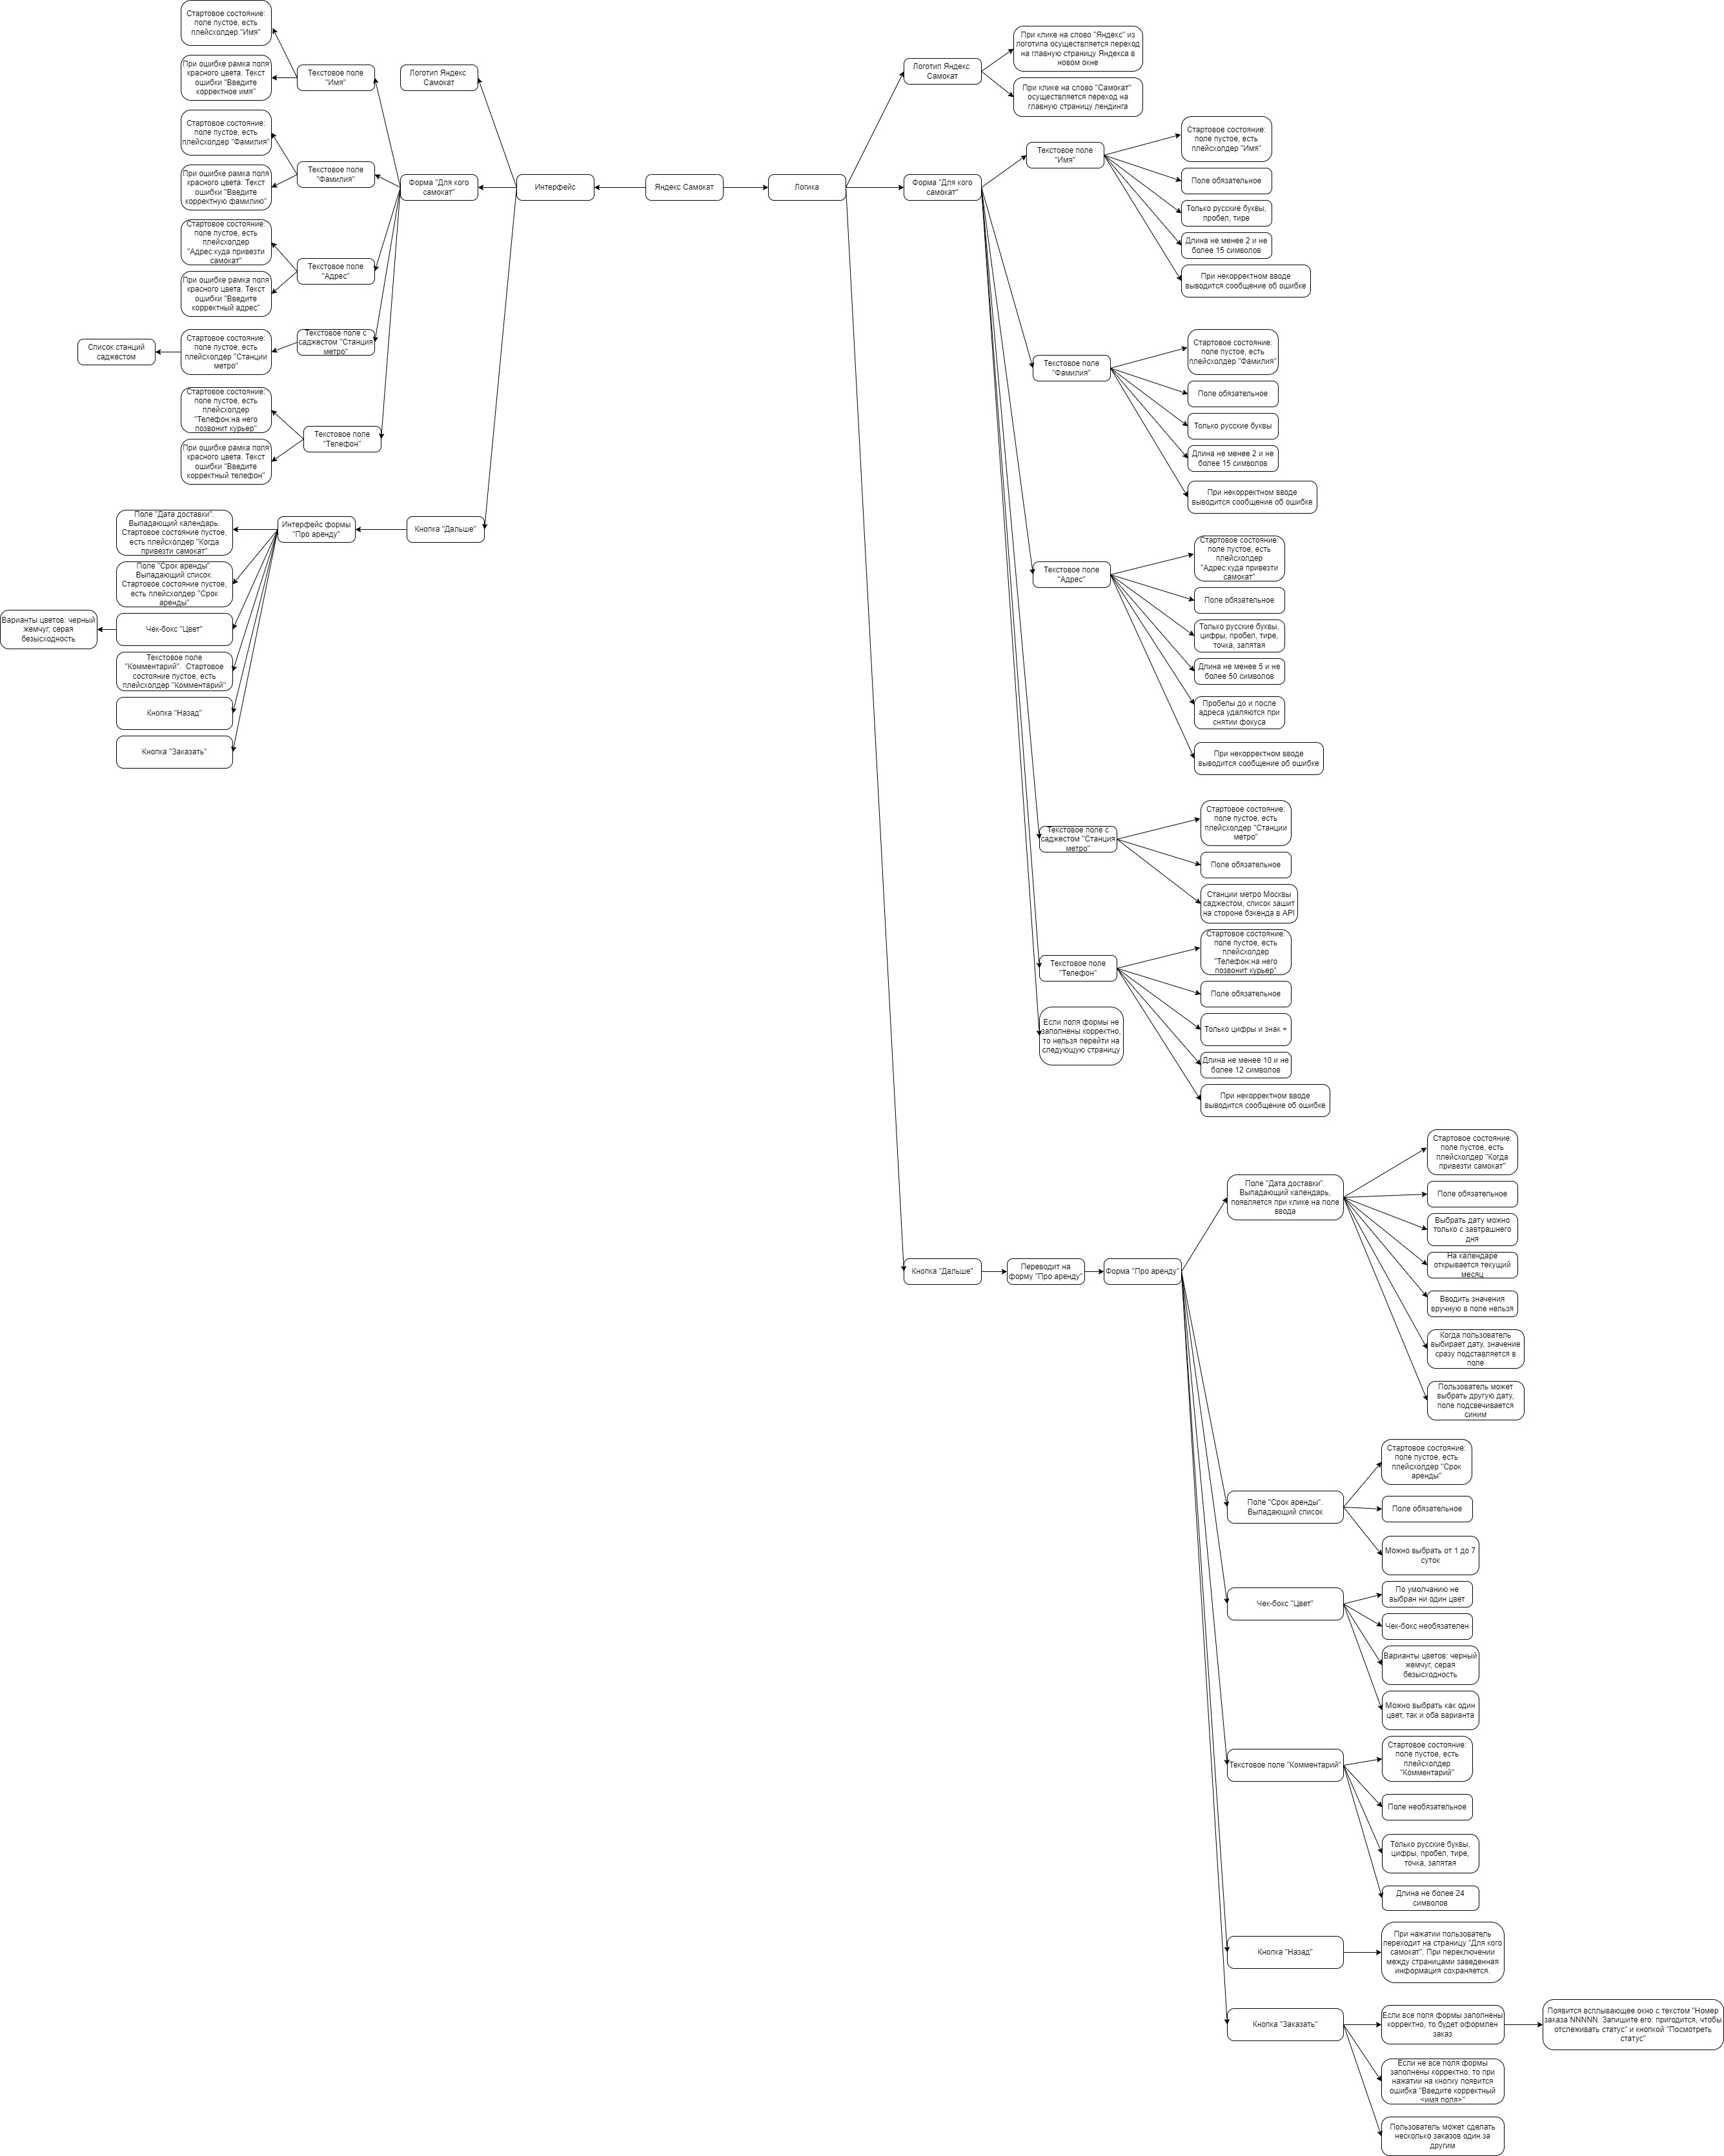 Стартовое состояние:
поле пустое, есть
плейсхолдер "Имя"
При ошибке рамка поля
красного цвета. Текст
ошибки "Введите
корректное имя"
Текстовое поле
"Имя"
Логотип Яндекс
Самокат
Стартовое состояние:
поле пустое, есть
плейсхолдер "Фамилия"
При ошибке рамка поля
красного цвета. Текст
ошибки "Введите
корректную фамилию"
Текстовое поле
"Фамилия"
Форма "Для кого
самокат"
Интерфейс
Яндекс Самокат
Логика
Стартовое состояние:
поле пустое, есть
плейсхолдер
"Адрес:куда привезти
самокат"
При ошибке рамка поля
красного цвета. Текст
ошибки "Введите
корректный адрес"
Текстовое поле
"Адрес"
Список станций
саджестом
Стартовое состояние:
поле пустое, есть
плейсхолдер "Станции
метро"
Текстовое поле с
саджестом "Станция
метро"
Стартовое состояние:
поле пустое, есть
плейсхолдер
"Телефон:на него
позвонит курьер"
При ошибке рамка поля
красного цвета. Текст
ошибки "Введите
корректный телефон"
Текстовое поле
"Телефон"
Кнопка "Дальше"
Интерфейс формы
"Про аренду"
Поле "Дата доставки".
Выпадающий календарь.
Стартовое состояние пустое,
есть плейсхолдер "Когда
привезти самокат"
Поле "Срок аренды".
Выпадающий список.
Стартовое состояние пустое,
есть плейсхолдер "Срок
аренды"
Чек-бокс "Цвет"
Варианты цветов: черный
жемчуг, серая
безысходность
Текстовое поле
"Комментарий". Стартовое
состояние пустое, есть
плейсхолдер "Комментарий"
Кнопка "Назад"
Кнопка "Заказать"
Логотип Яндекс
Самокат
При клике на слово "Яндекс" из
логотипа осуществляется переход
на главную страницу Яндекса в
новом окне
При клике на слово "Самокат"
осуществляется переход на
главную страницу лендинга
Форма "Для кого
самокат"
Текстовое поле
"Имя"
Стартовое состояние:
поле пустое, есть
плейсхолдер "Имя"
Поле обязательное
Только русские буквы,
пробел, тире
Длина не менее 2 и не
более 15 символов
При некорректном вводе
выводится сообщение об ошибке
Текстовое поле
"Фамилия"
Стартовое состояние:
поле пустое, есть
плейсхолдер "Фамилия"
Поле обязательное
Только русские буквы
Длина не менее 2 и не
более 15 символов
При некорректном вводе
выводится сообщение об ошибке
Текстовое поле
"Адрес"
Стартовое состояние:
поле пустое, есть
плейсхолдер
"Адрес:куда привезти
самокат"
Поле обязательное
Только русские буквы,
цифры, пробел, тире,
точка, запятая
Длина не менее 5 и не
более 50 символов
Пробелы до и после
адреса удаляются при
снятии фокуса
При некорректном вводе
выводится сообщение об ошибке
Текстовое поле с
саджестом "Станция
метро"
Стартовое состояние:
поле пустое, есть
плейсхолдер "Станции
метро"
Поле обязательное
Станции метро Москвы
саджестом, список зашит
на стороне бэкенда в API
Текстовое поле
"Телефон"
Стартовое состояние:
поле пустое, есть
плейсхолдер
"Телефон:на него
позвонит курьер"
Поле обязательное
Только цифры и знак +
Длина не менее 10 и не
более 12 символов
При некорректном вводе
выводится сообщение об ошибке
Если поля формы не
заполнены корректно,
то нельзя перейти на
следующую страницу
Кнопка "Дальше"
Переводит на
форму "Про аренду"
Форма "Про аренду"
Поле "Дата доставки".
Выпадающий календарь,
появляется при клике на поле
ввода
Стартовое состояние:
поле пустое, есть
плейсхолдер "Когда
привезти самокат"
Поле обязательное
Выбрать дату можно
только с завтрашнего
дня
На календаре
открывается текущий
месяц
Вводить значения
вручную в поле нельзя
Когда пользователь
выбирает дату, значение
сразу подставляется в
поле
Пользователь может
выбрать другую дату,
поле подсвечивается
синим
Поле "Срок аренды".
Выпадающий список
Стартовое состояние:
поле пустое, есть
плейсхолдер "Срок
аренды"
Поле обязательное
Можно выбрать от 1 до 7
суток
Чек-бокс "Цвет"
По умолчанию не
выбран ни один цвет
Чек-бокс необязателен
Варианты цветов: черный
жемчуг, серая
безысходность
Можно выбрать как один
цвет, так и оба варианта
Текстовое поле "Комментарий"
Стартовое состояние:
поле пустое, есть
плейсхолдер
"Комментарий"
Поле необязательное
Только русские буквы,
цифры, пробел, тире,
точка, запятая
Длина не более 24
символов
Кнопка "Назад"
При нажатии пользователь
переходит на страницу "Для кого
самокат". При переключении
между страницами заведенная
информация сохраняется.
Кнопка "Заказать"
Если все поля формы заполнены
корректно, то будет оформлен
заказ
Появится всплывающее окно с текстом "Номер
заказа NNNNN. Запишите его: пригодится, чтобы
отслеживать статус" и кнопкой "Посмотреть
статус"
Если не все поля формы
заполнены корректно, то при
нажатии на кнопку появится
ошибка "Введите корректный
<имя поля>"
Пользователь может сделать
несколько заказов один за
другим